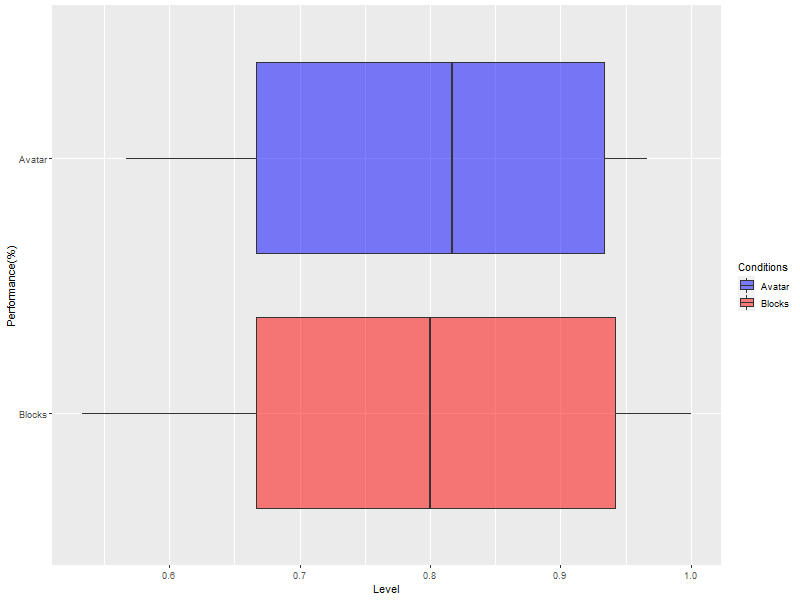 Performance(%)
Avatar
Blocks
0.6
0.7
0.8
0.9
1.0
Level
Conditions
Avatar
Blocks